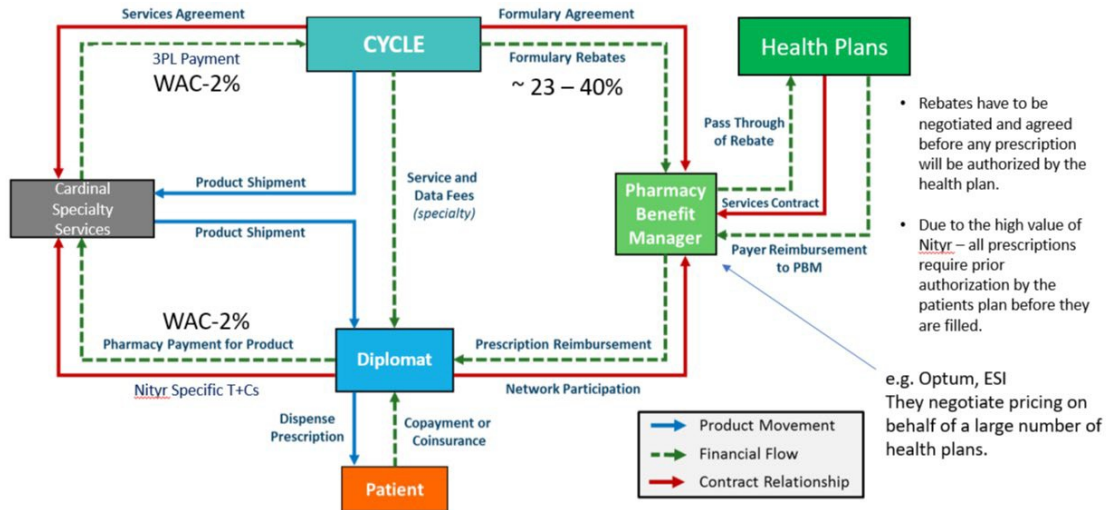 Services Agreement
Formulary Agreement
CYCLE
Health Plans
3PL Payment
WAC-2%
Formulary Rebates
~ 23 – 40%
Pass Through
of Rebate
• Rebates have to be
negotiated and agreed
before any prescription
will be authorized by the
health plan.
Cardinal
Specialty
Services
Product Shipment
Product Shipment
Service and
Data Fees
(specialty)
Pharmacy
Benefit
Manager
Services Contract
Payer Reimbursement
to PBM
• Due to the high value of
Nityr – all prescriptions
require prior
authorization by the
patients plan before they
are filled.
WAC-2%
Pharmacy Payment for Product
Diplomat
Prescription Reimbursement
Nityr Specific T+Cs
Network Participation
e.g. Optum, ESI
They negotiate pricing on
behalf of a large number of
health plans.
Dispense
Prescription
Copayment or
Coinsurance
Product Movement
Financial Flow
Contract Relationship
Patient